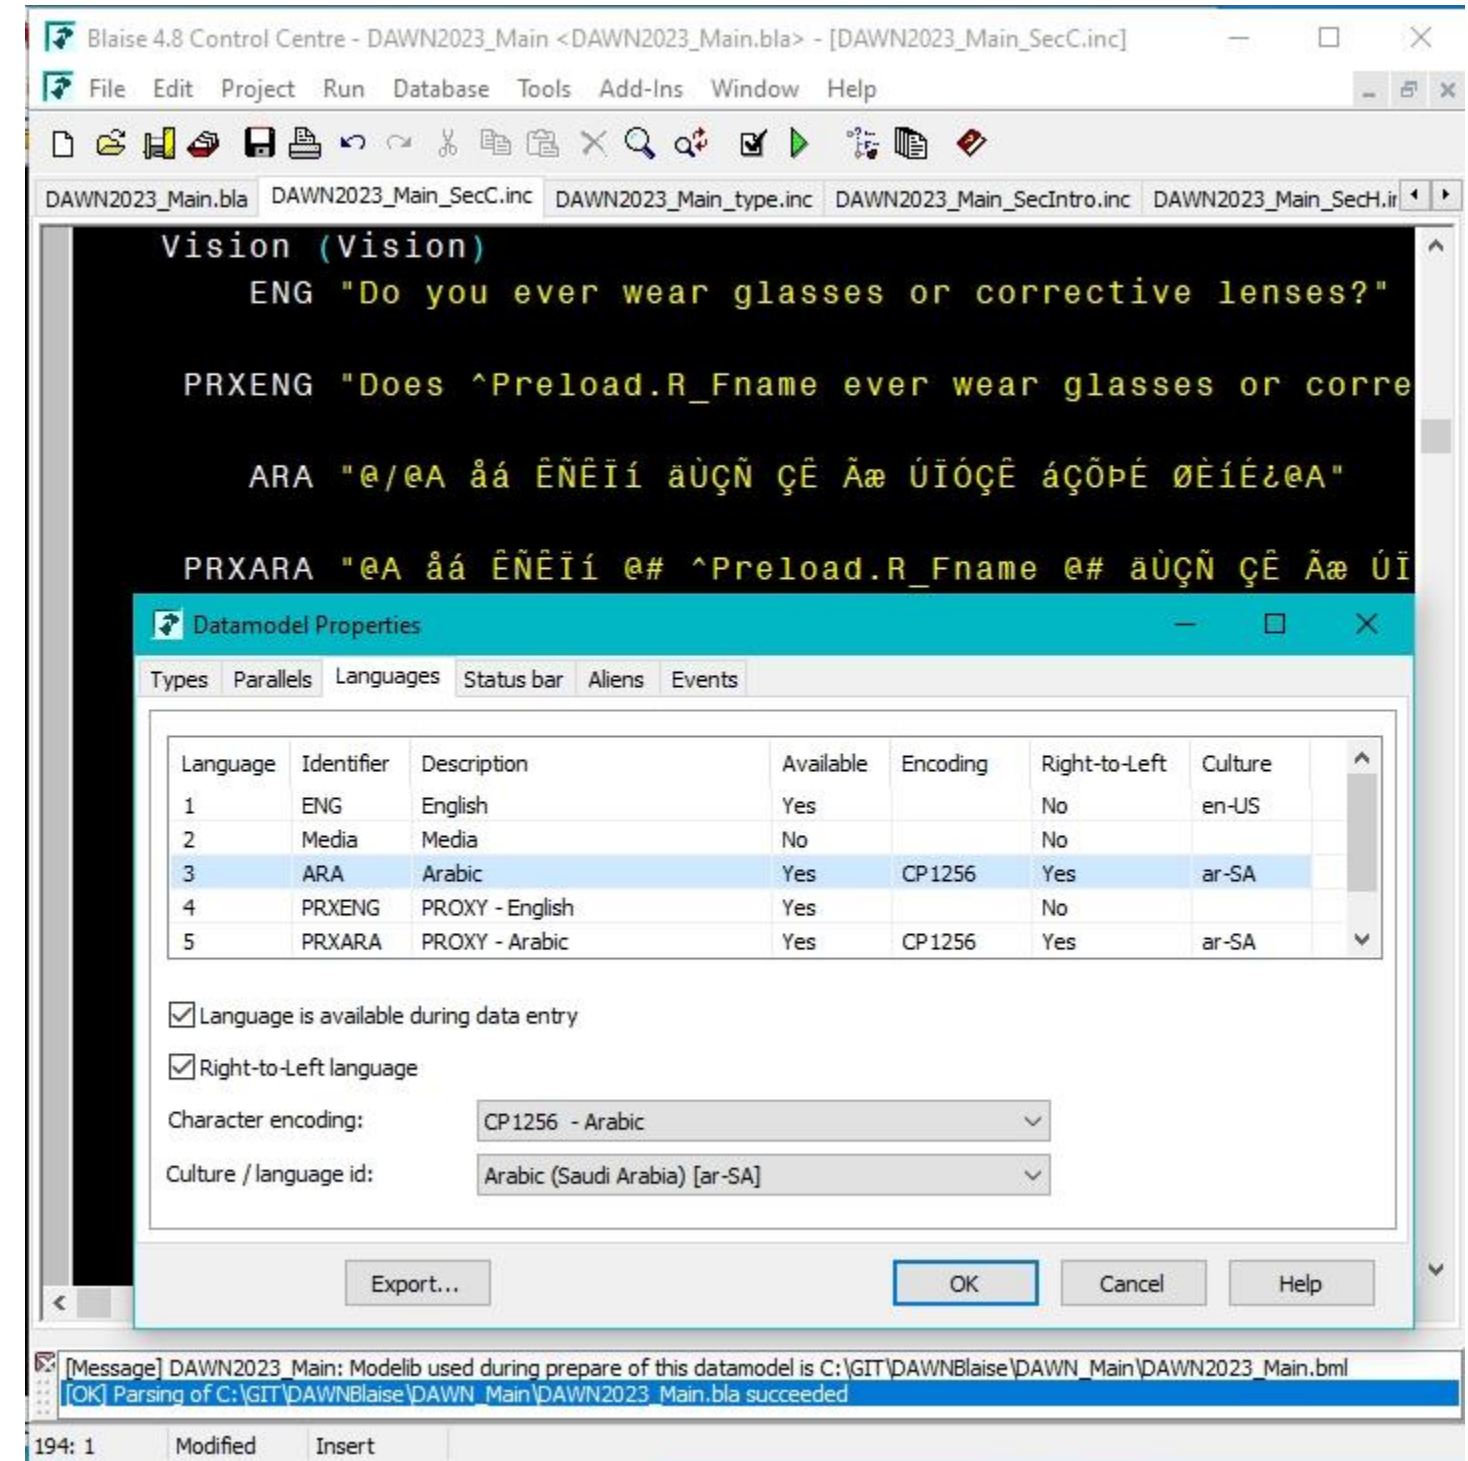 Blaise 4.8 Control Centre - DAWN2023_Main <DAWN2023_Main.bla> - [DAWN2023_Main_SecC.inc]
File Edit Project Run Database Tools Add-Ins Window Help
DAWN2023_Main.bla DAWN2023_Main_SecC.inc DAWN2023_Main_type.inc DAWN2023_Main_SecIntro.inc DAWN2023_Main_SecH.ir
Vision (Vision)
ENG "Do you ever wear glasses or corrective lenses?"
PRXENG "Does ^Preload.R_Fname ever wear glasses or corre
ARA "@/@A åá ÊÑÊÏí äÙÇÑ ÇÊ Ãæ ÚÏÓÇÊ áÇÕÞÉ ØÈíÉ¿@A"
PRXARA "@A åá ÊÑÊÏí @# ^Preload.R_Fname @# äÙÇÑ ÇÊ Ãæ ÚÏ
Datamodel Properties
Types Parallels Languages Status bar Aliens Events
Language Identifier Description Available Encoding Right-to-Left Culture
1 ENG English Yes No en-US
2 Media Media No No
3 ARA Arabic Yes CP1256 Yes ar-SA
4 PRXENG PROXY - English Yes No
5 PRXARA PROXY - Arabic Yes CP1256 Yes ar-SA
Language is available during data entry
Right-to-Left language
Character encoding: CP1256 - Arabic
Culture / language id: Arabic (Saudi Arabia) [ar-SA]
Export... OK Cancel Help
[Message] DAWN2023_Main: Modelib used during prepare of this datamodel is C:\GIT\DAWNBlaise\DAWN_Main\DAWN2023_Main.bml
[OK] Parsing of C:\GIT\DAWNBlaise\DAWN_Main\DAWN2023_Main.bla succeeded
194: 1 Modified Insert